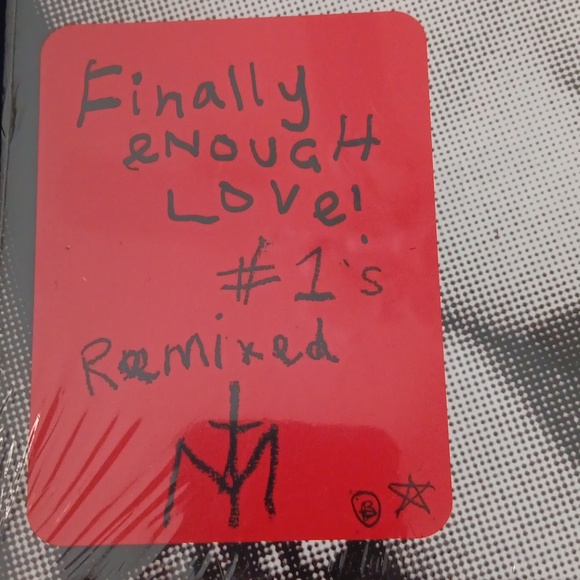 Finally
eNOUGH
LOVe!
#1's
Remixed
M
B